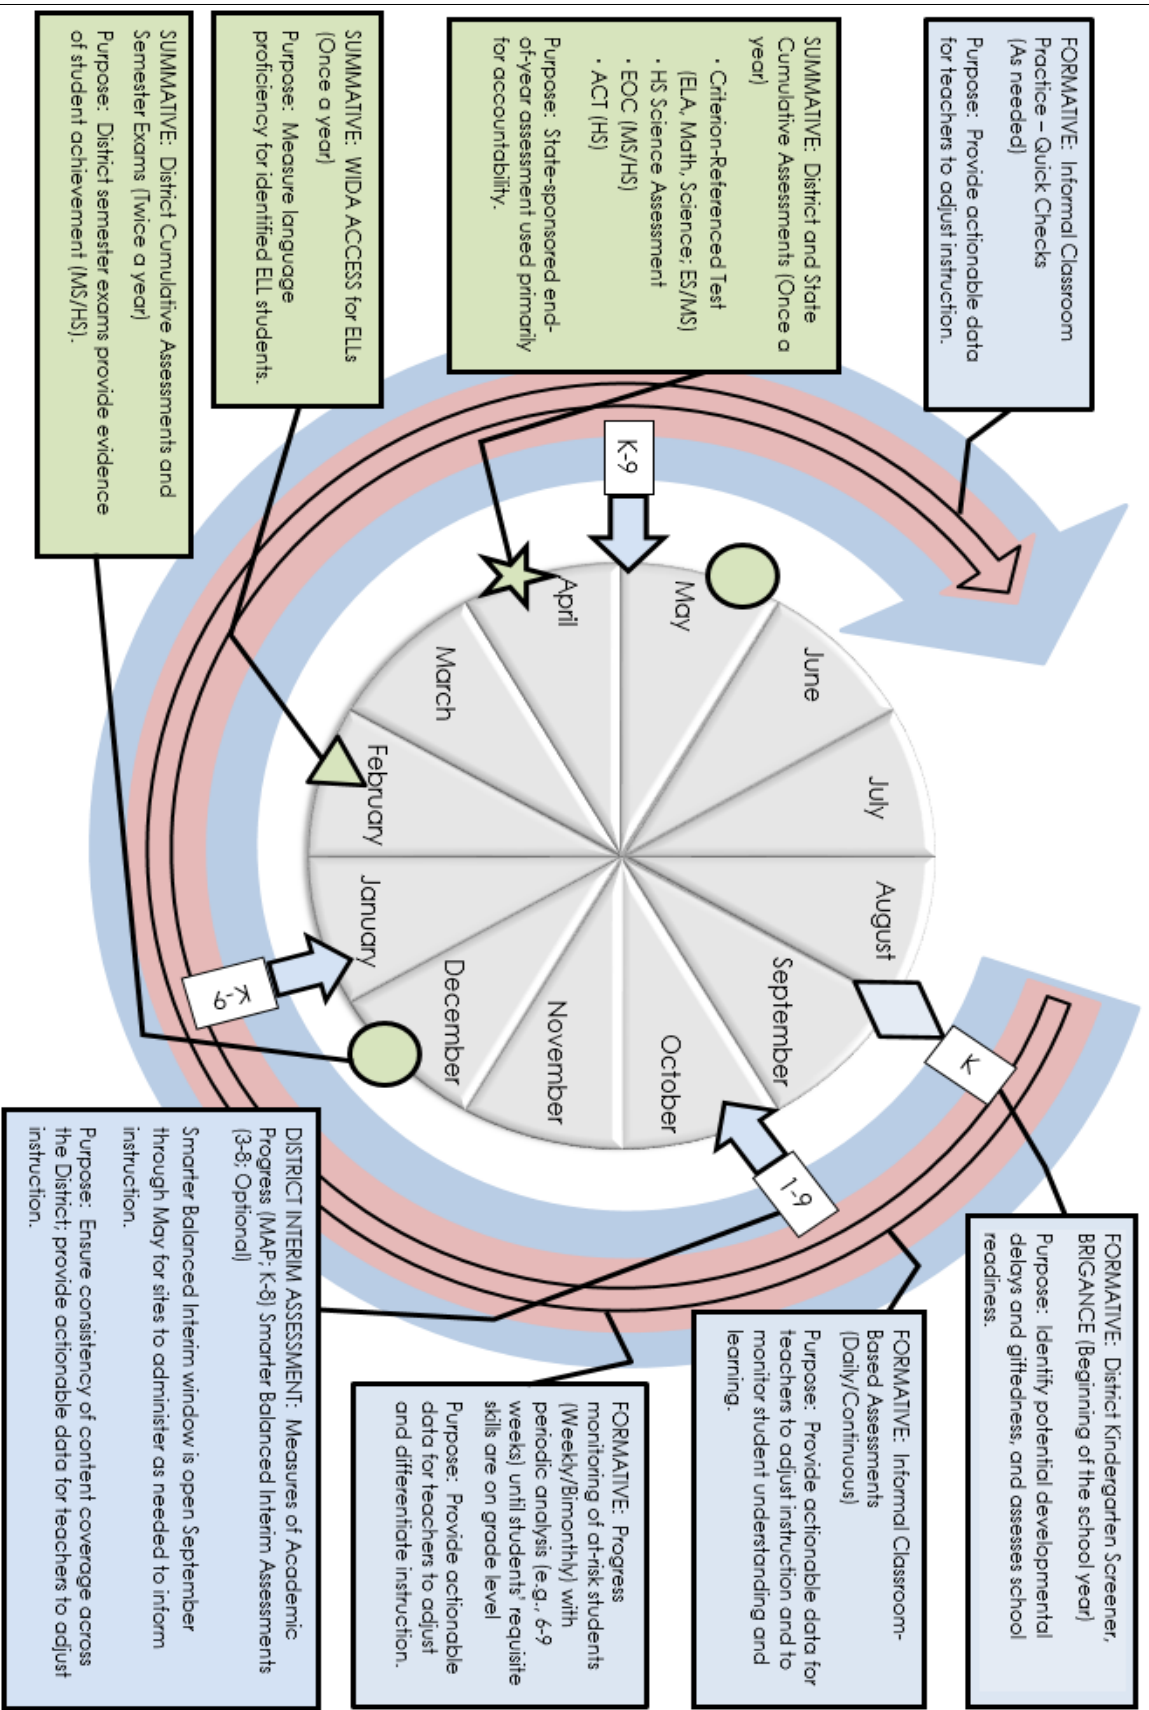 FORMATIVE: Informal Classroom
Practice – Quick Checks
(As needed)
Purpose: Provide actionable data
for teachers to adjust instruction.
SUMMATIVE: District and State
Cumulative Assessments (Once a
year)
· Criterion-Referenced Test
(ELA, Math, Science; ES/MS)
· HS Science Assessment
· EOC (MS/HS)
· ACT (HS)
Purpose: State-sponsored end-
of-year assessment used primarily
for accountability.
SUMMATIVE: WIDA ACCESS for ELLs
(Once a year)
Purpose: Measure language
proficiency for identified ELL students.
SUMMATIVE: District Cumulative Assessments and
Semester Exams (Twice a year)
Purpose: District semester exams provide evidence
of student achievement (MS/HS).
K-9
May
June
July
August
September
October
November
December
January
February
March
April
K
1-9
K-9
FORMATIVE: District Kindergarten Screener,
BRIGANCE (Beginning of the school year)
Purpose: Identify potential developmental
delays and giftedness, and assesses school
readiness.
FORMATIVE: Informal Classroom-
Based Assessments
(Daily/Continuous)
Purpose: Provide actionable data for
teachers to adjust instruction and to
monitor student understanding and
learning.
FORMATIVE: Progress
monitoring of at-risk students
(Weekly/Bimonthly) with
periodic analysis (e.g., 6-9
weeks) until students' requisite
skills are on grade level
Purpose: Provide actionable
data for teachers to adjust
and differentiate instruction.
DISTRICT INTERIM ASSESSMENT: Measures of Academic
Progress (MAP; K-8) Smarter Balanced Interim Assessments
(3-8; Optional)
Smarter Balanced Interim window is open September
through May for sites to administer as needed to inform
instruction.
Purpose: Ensure consistency of content coverage across
the District; provide actionable data for teachers to adjust
instruction.